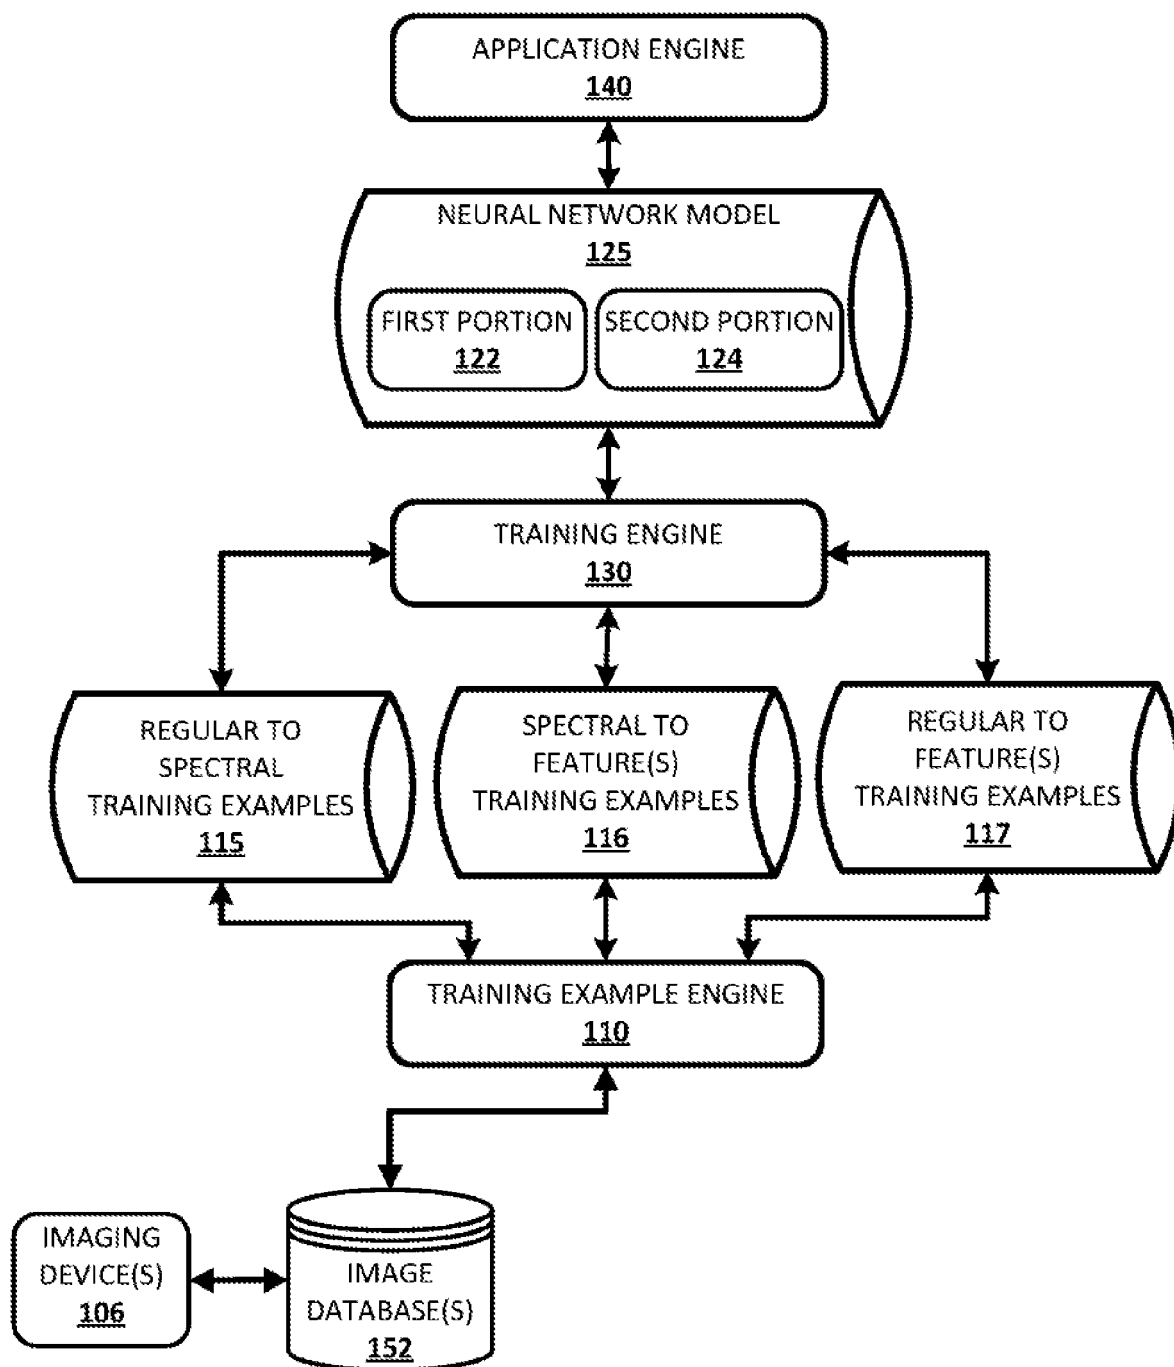 APPLICATION ENGINE
140
NEURAL NETWORK MODEL
125
FIRST PORTION
122
SECOND PORTION
124
TRAINING ENGINE
130
REGULAR TO
SPECTRAL
TRAINING EXAMPLES
115
SPECTRAL TO
FEATURE(S)
TRAINING EXAMPLES
116
REGULAR TO
FEATURE(S)
TRAINING EXAMPLES
117
TRAINING EXAMPLE ENGINE
110
IMAGING
DEVICE(S)
106
IMAGE
DATABASE(S)
152